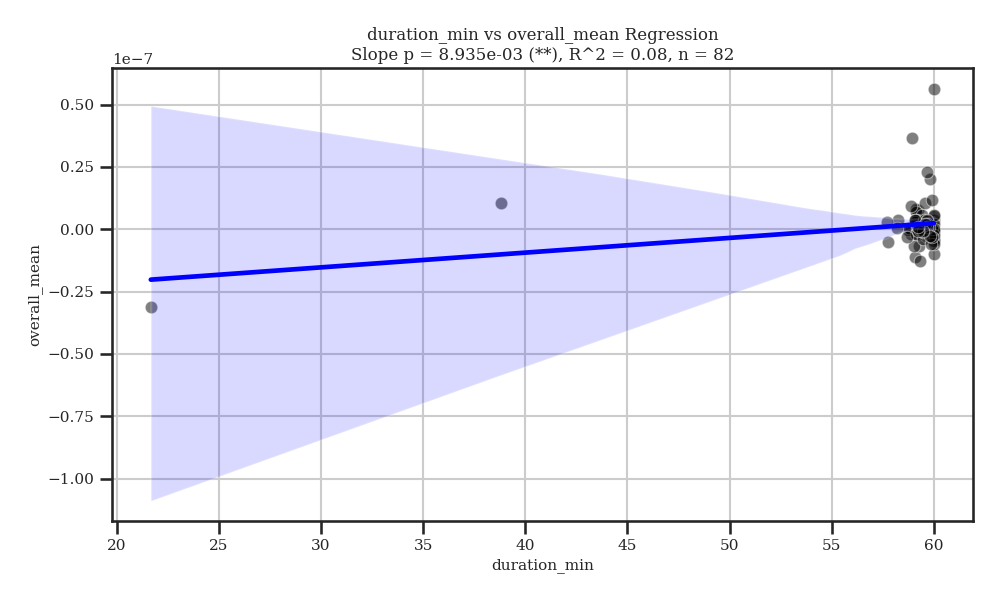 duration_min vs overall_mean Regression
Slope p = 8.935e-03 (**), R^2 = 0.08, n = 82
1e−7
0.50
0.25
0.00
−0.25
−0.50
−0.75
−1.00
overall_mean
20 25 30 35 40 45 50 55 60
duration_min